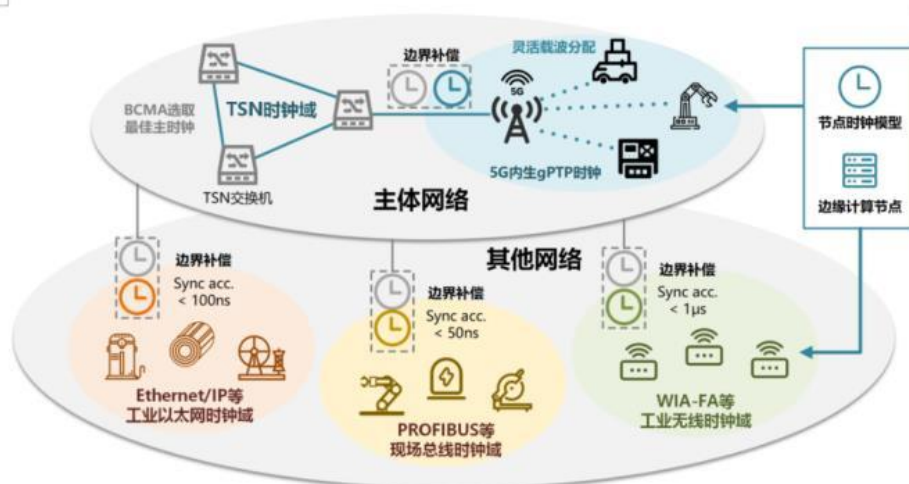 边界补偿
灵活载波分配
5G
BCMA选取
最佳主时钟
TSN时钟域
TSN交换机
5G内生gPTP时钟
主体网络
节点时钟模型
边缘计算节点
其他网络
边界补偿
Sync acc.
< 100ns
边界补偿
Sync acc.
< 50ns
边界补偿
Sync acc.
< 1μs
Ethernet/IP等
工业以太网时钟域
PROFIBUS等
现场总线时钟域
WIA-FA等
工业无线时钟域